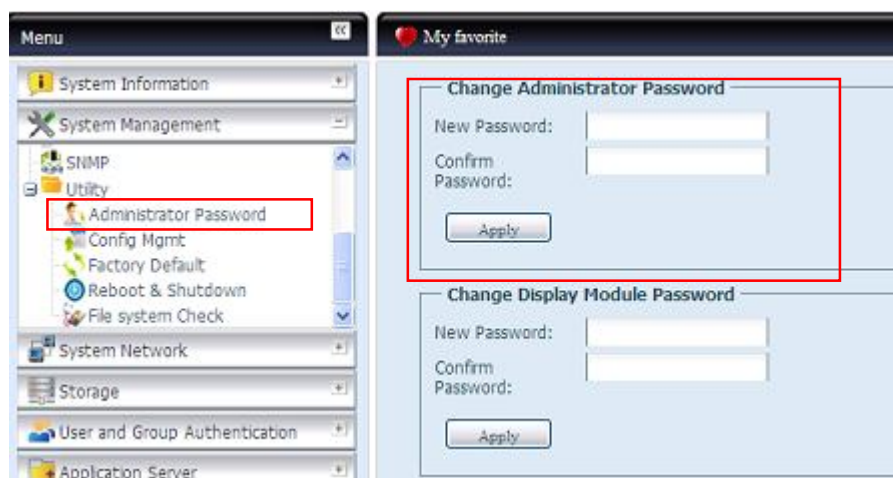 Menu
System Information
System Management
SNMP
Utility
Administrator Password
Config Mgmt
Factory Default
Reboot & Shutdown
File system Check
System Network
Storage
User and Group Authentication
Application Server
My favorite
Change Administrator Password
New Password:
Confirm
Password:
Apply
Change Display Module Password
New Password:
Confirm
Password:
Apply